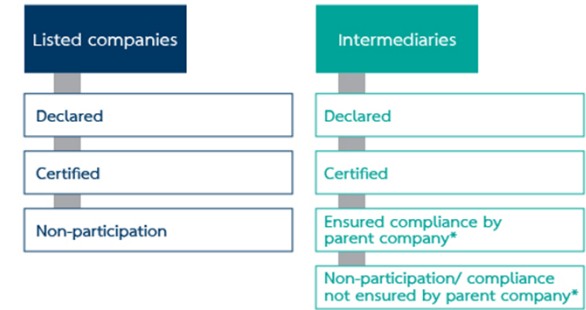 Listed companies
Declared
Certified
Non-participation
Intermediaries
Declared
Certified
Ensured compliance by
parent company*
Non-participation/ compliance
not ensured by parent company*